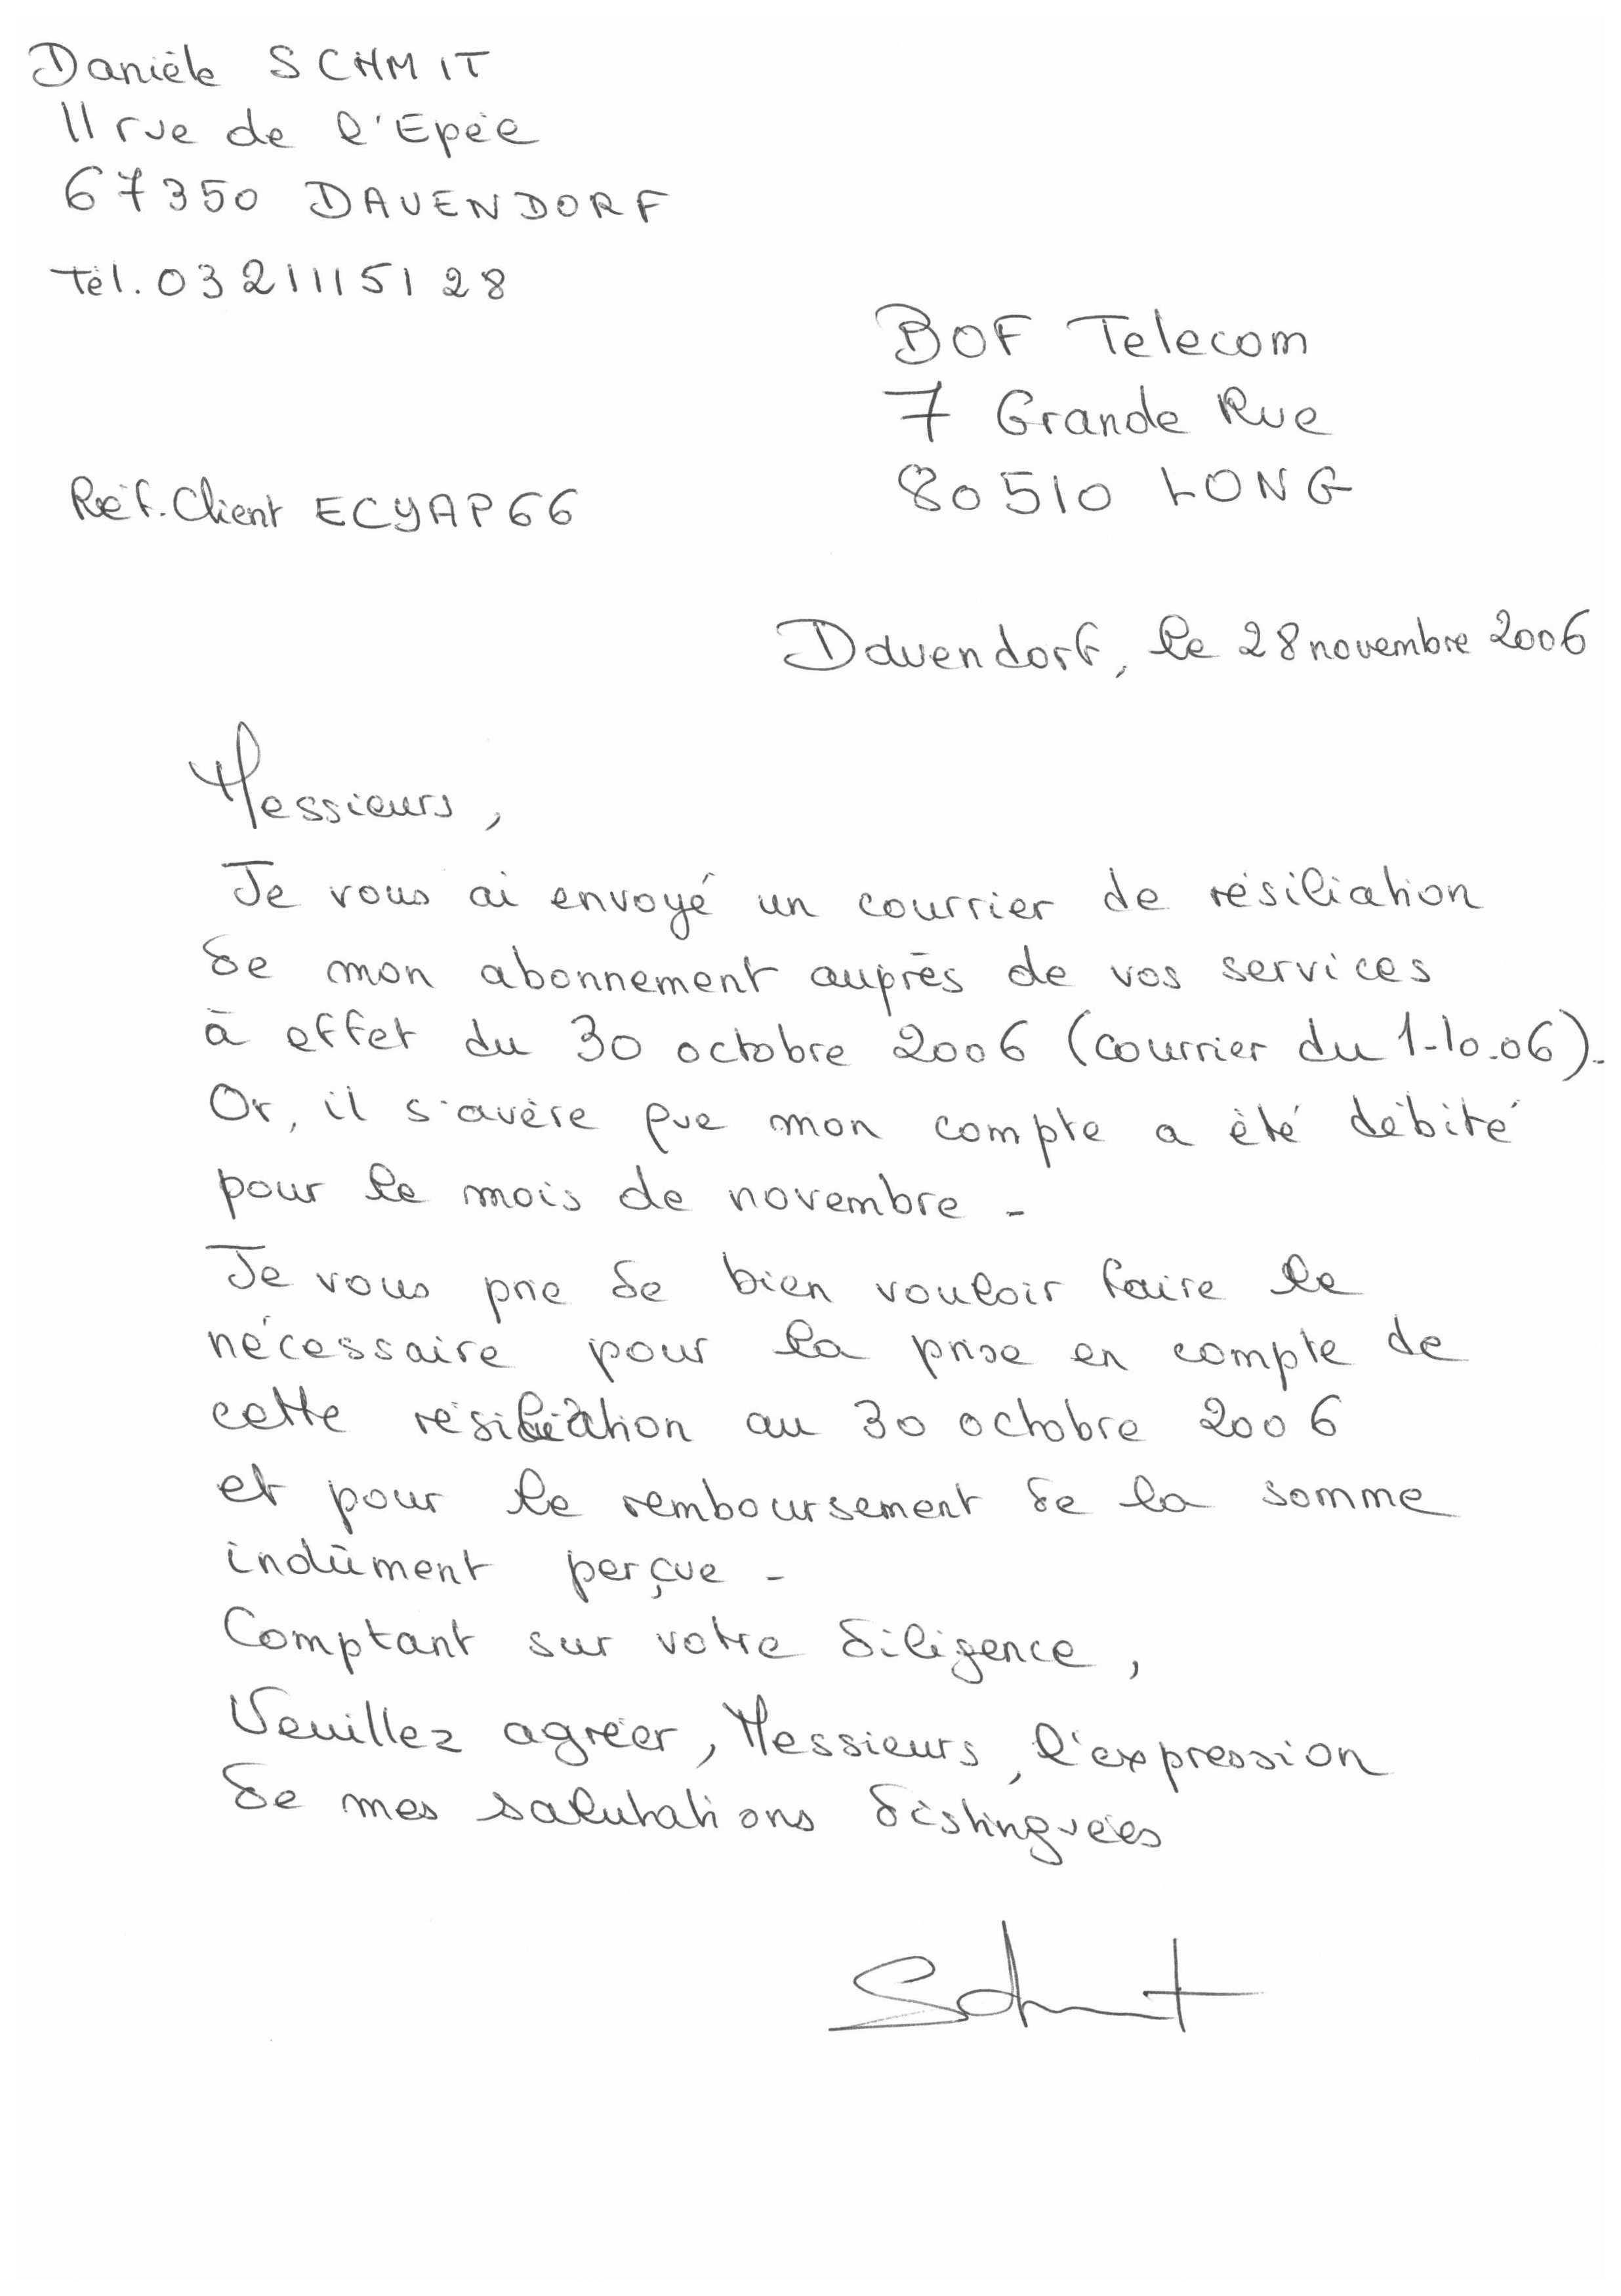 Danièle SCHMIT
11 rue de l'Epée
67350 DAUENDORF
Tél. 03 21 11 51 28
BOF Telecom
7 Grande Rue
80510 LONG
Réf. Client ECYAP66
Dauendorf, le 28 novembre 2006
Messieurs,
Je vous ai envoyé un courrier de résiliation
de mon abonnement auprès de vos services
à effet du 30 octobre 2006 (courrier du 1-10.06).
Or, il s'avère que mon compte a été débité
pour le mois de novembre -
Je vous prie de bien vouloir faire le
nécessaire pour la prise en compte de
cette résiliation au 30 octobre 2006
et pour le remboursement de la somme
indûment perçue -
Comptant sur votre diligence,
Veuillez agréer, Messieurs, l'expression
de mes salutations distinguées
Schmit